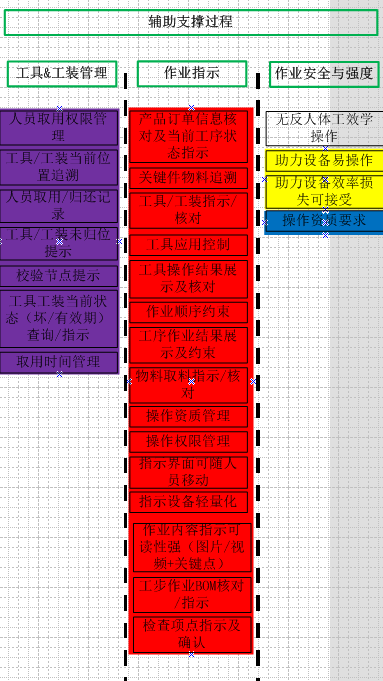 辅助支撑过程
工具&工装管理
作业指示
作业安全与强度
人员取用权限管
理
工具/工装当前位
置追溯
人员取用/归还记
录
工具/工装未归位
提示
校验节点提示
工具工装当前状
态（坏/有效期）
查询/指示
取用时间管理
产品订单信息核
对及当前工序状
态指示
关键件物料追溯
工具/工装指示/
核对
工具应用控制
工具操作结果展
示及核对
作业顺序约束
工序作业结果展
示及约束
物料取料指示/核
对
操作资质管理
操作权限管理
指示界面可随人
员移动
指示设备轻量化
作业内容指示可
读性强（图片/视
频+关键点）
工步作业BOM核对
/指示
检查项点指示及
确认
无反人体工效学
操作
助力设备易操作
助力设备效率损
失可接受
操作资质要求